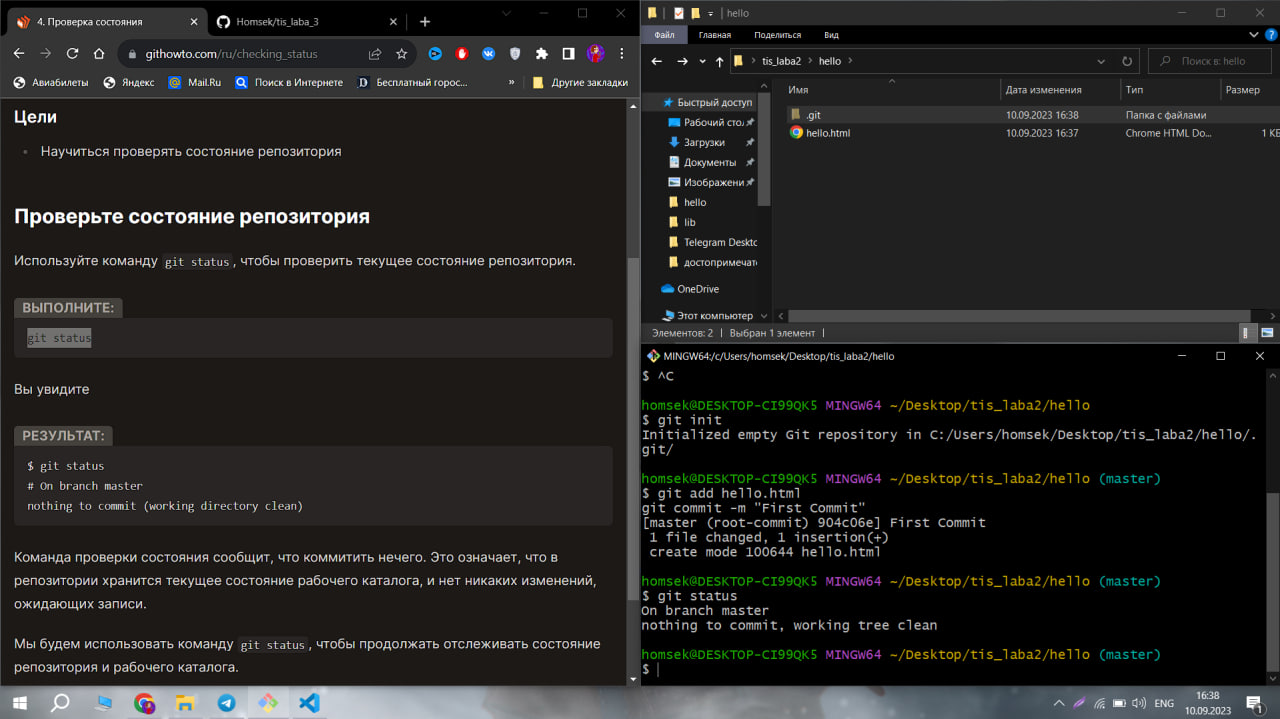 4. Проверка состояния
Homsek/tis_laba_3
githowto.com/ru/checking_status
Авиабилеты
Яндекс
Mail.Ru
Поиск в Интернете
Бесплатный горос...
»
Другие закладки
Цели
Научиться проверять состояние репозитория
Проверьте состояние репозитория
Используйте команду git status, чтобы проверить текущее состояние репозитория.
ВЫПОЛНИТЕ:
git status
Вы увидите
РЕЗУЛЬТАТ:
$ git status
# On branch master
nothing to commit (working directory clean)
Команда проверки состояния сообщит, что коммитить нечего. Это означает, что в
репозитории хранится текущее состояние рабочего каталога, и нет никаких изменений,
ожидающих записи.
Мы будем использовать команду git status, чтобы продолжать отслеживать состояние
репозитория и рабочего каталога.
hello
Файл Главная Поделиться Вид
tis_laba2 › hello ›
Поиск в: hello
Имя Дата изменения Тип Размер
.git 10.09.2023 16:38 Папка с файлами
hello.html 10.09.2023 16:37 Chrome HTML Do... 1 КБ
Быстрый доступ
Рабочий стол
Загрузки
Документы
Изображени
hello
lib
Telegram Deskto
достопримечате
OneDrive
Этот компьютер
Элементов: 2 Выбран 1 элемент
MINGW64:/c/Users/homsek/Desktop/tis_laba2/hello
$ ^C
homsek@DESKTOP-CI99QK5 MINGW64 ~/Desktop/tis_laba2/hello
$ git init
Initialized empty Git repository in C:/Users/homsek/Desktop/tis_laba2/hello/.
git/
homsek@DESKTOP-CI99QK5 MINGW64 ~/Desktop/tis_laba2/hello (master)
$ git add hello.html
git commit -m "First Commit"
[master (root-commit) 904c06e] First Commit
1 file changed, 1 insertion(+)
create mode 100644 hello.html
homsek@DESKTOP-CI99QK5 MINGW64 ~/Desktop/tis_laba2/hello (master)
$ git status
On branch master
nothing to commit, working tree clean
homsek@DESKTOP-CI99QK5 MINGW64 ~/Desktop/tis_laba2/hello (master)
$
ENG
16:38
10.09.2023
1